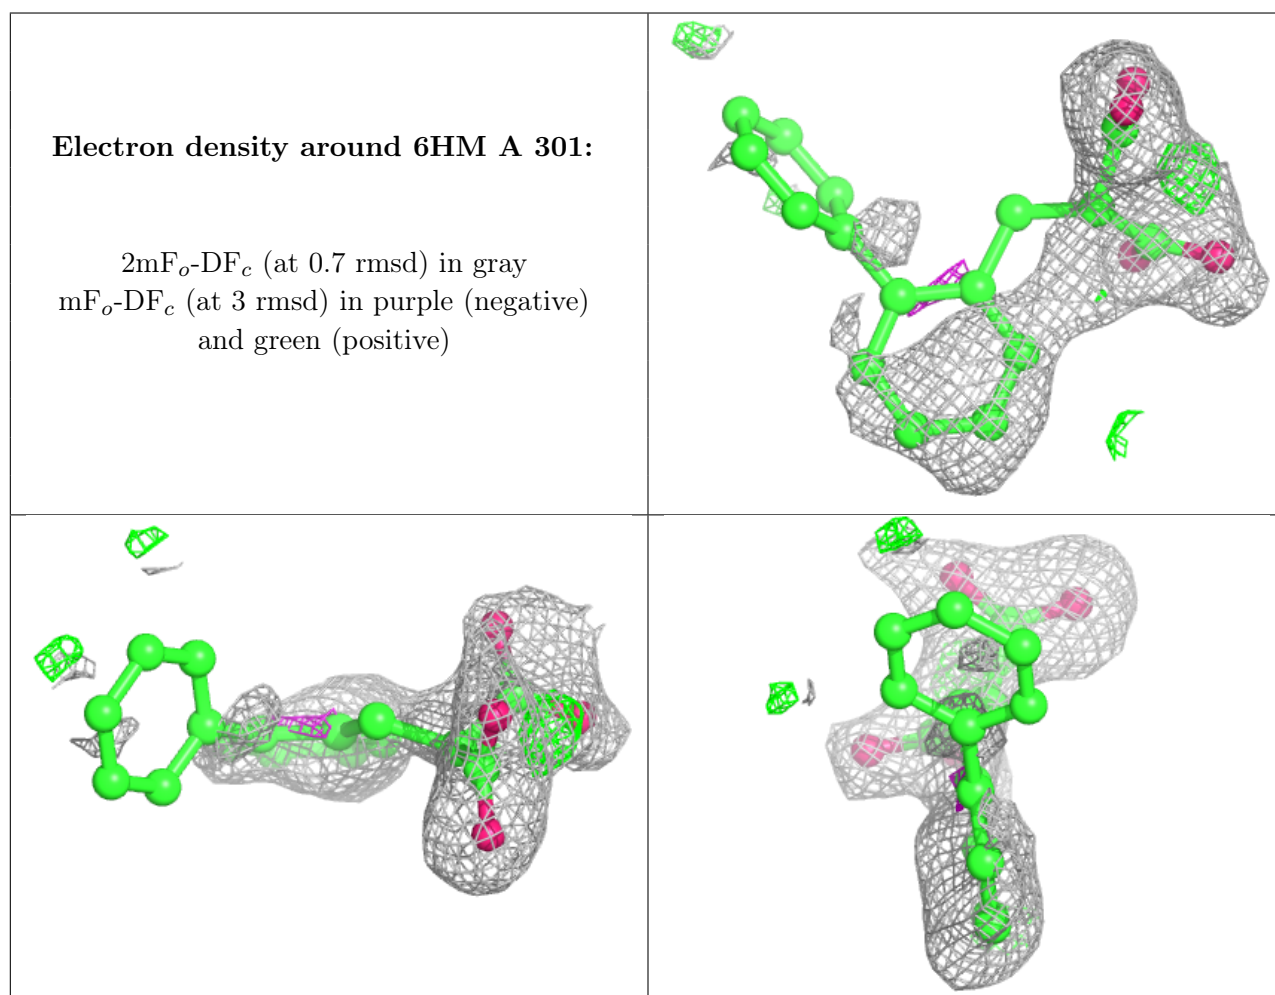 Electron density around 6HM A 301:
2mFo-DFc (at 0.7 rmsd) in gray
mFo-DFc (at 3 rmsd) in purple (negative)
and green (positive)